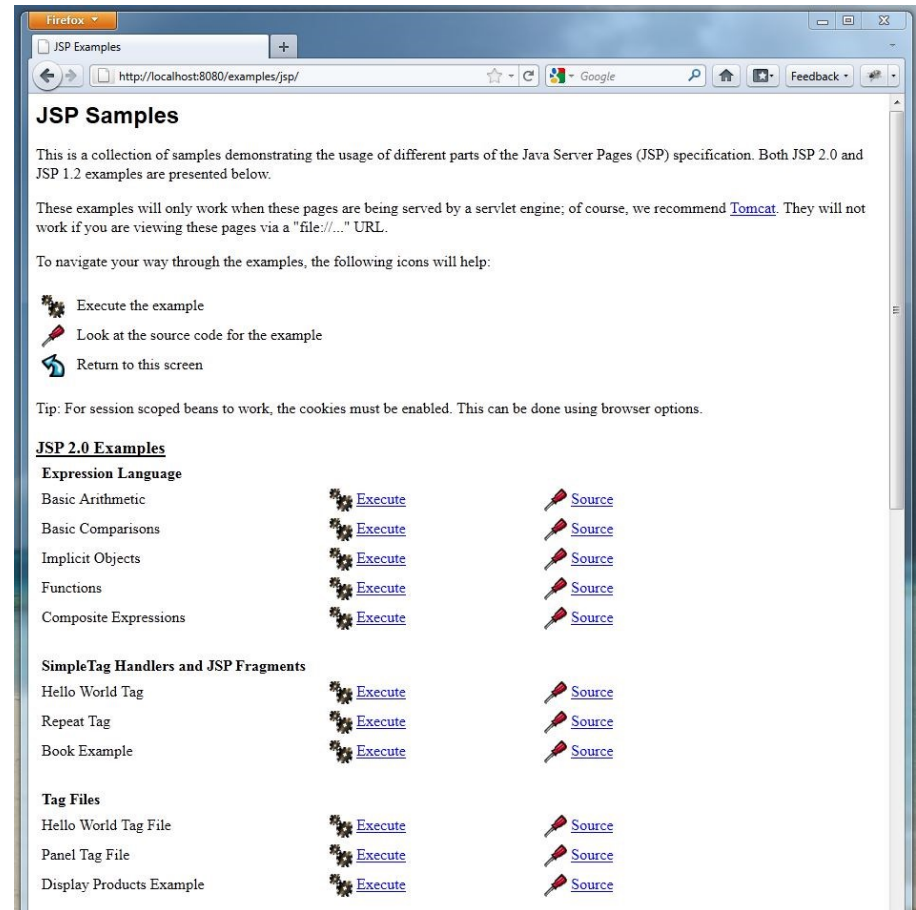 Firefox
JSP Examples
http://localhost:8080/examples/jsp/
Google
Feedback
JSP Samples
This is a collection of samples demonstrating the usage of different parts of the Java Server Pages (JSP) specification. Both JSP 2.0 and
JSP 1.2 examples are presented below.
These examples will only work when these pages are being served by a servlet engine; of course, we recommend Tomcat. They will not
work if you are viewing these pages via a "file://..." URL.
To navigate your way through the examples, the following icons will help:
Execute the example
Look at the source code for the example
Return to this screen
Tip: For session scoped beans to work, the cookies must be enabled. This can be done using browser options.
JSP 2.0 Examples
Expression Language
Basic Arithmetic Execute Source
Basic Comparisons Execute Source
Implicit Objects Execute Source
Functions Execute Source
Composite Expressions Execute Source
SimpleTag Handlers and JSP Fragments
Hello World Tag Execute Source
Repeat Tag Execute Source
Book Example Execute Source
Tag Files
Hello World Tag File Execute Source
Panel Tag File Execute Source
Display Products Example Execute Source